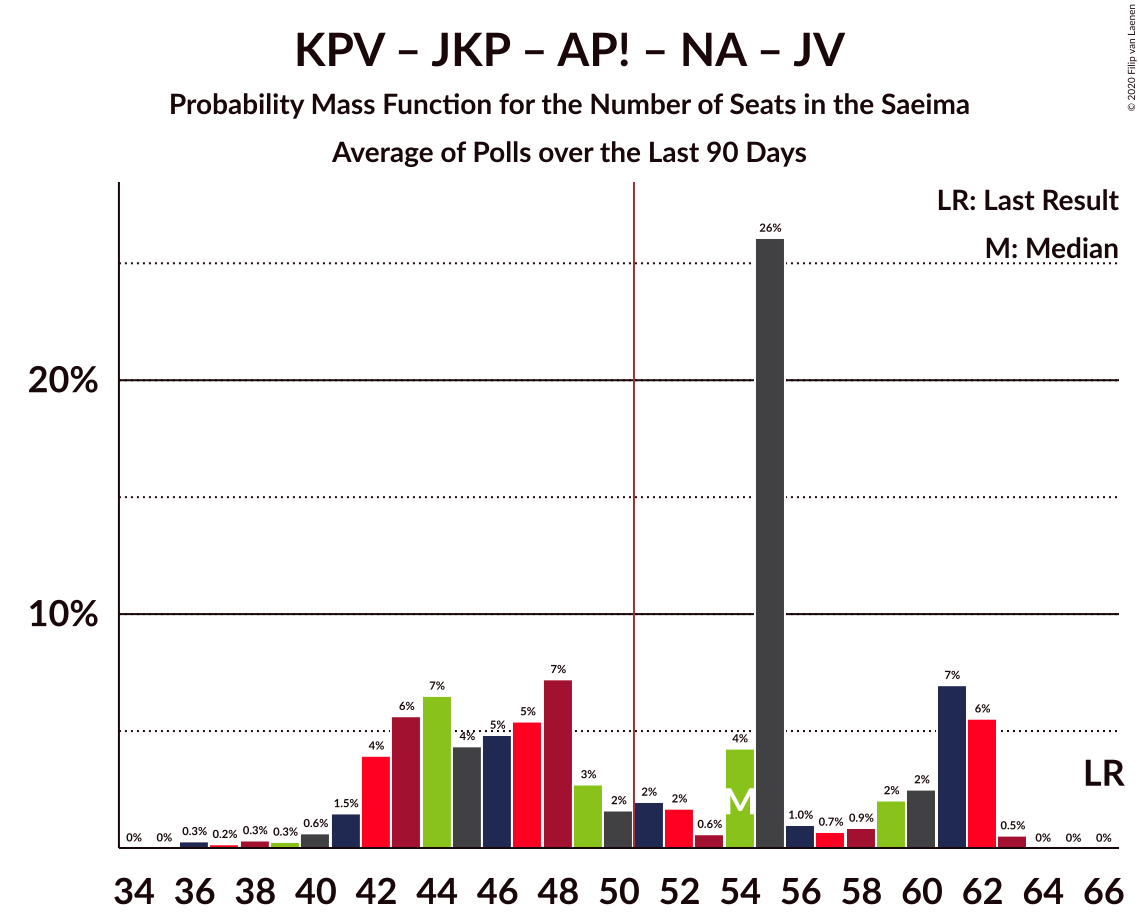 KPV – JKP – AP! – NA – JV
Probability Mass Function for the Number of Seats in the Saeima
Average of Polls over the Last 90 Days
© 2020 Filip van Laenen
LR: Last Result
M: Median
20%
10%
0% 0% 0.3% 0.2% 0.3% 0.3% 0.6% 1.5% 4% 6% 7% 4% 5% 5% 7% 3% 2% 2% 2% 0.6% 4% 26% 1.0% 0.7% 0.9% 2% 2% 7% 6% 0.5% 0% 0% 0%
M
LR
34 36 38 40 42 44 46 48 50 52 54 56 58 60 62 64 66